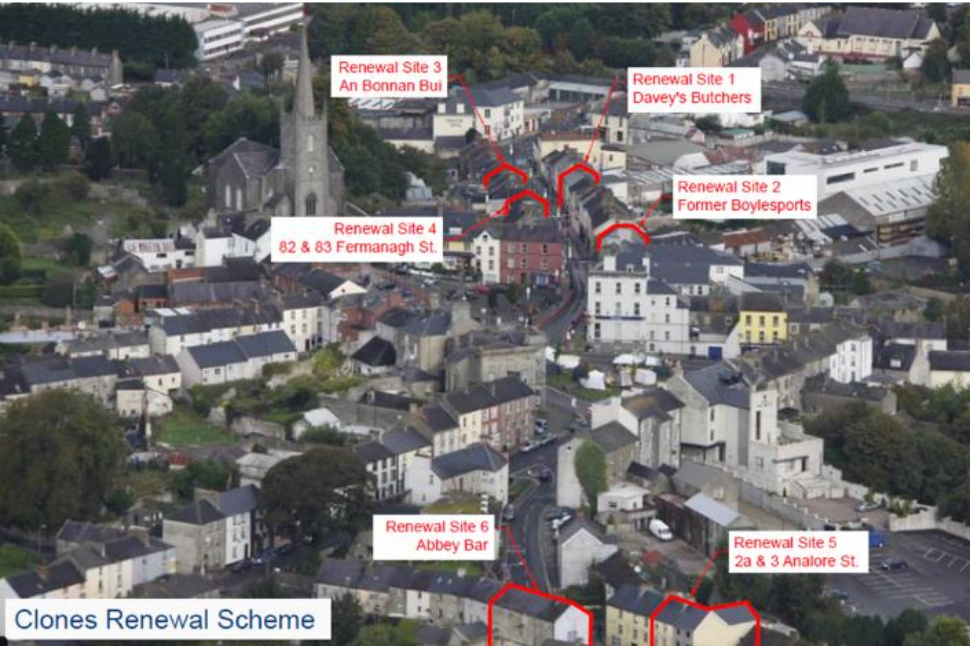 Renewal Site 3
An Bonnan Bui
Renewal Site 1
Davey's Butchers
Renewal Site 2
Former Boylesports
Renewal Site 4
82 & 83 Fermanagh St.
Renewal Site 6
Abbey Bar
Renewal Site 5
2a & 3 Analore St.
Clones Renewal Scheme